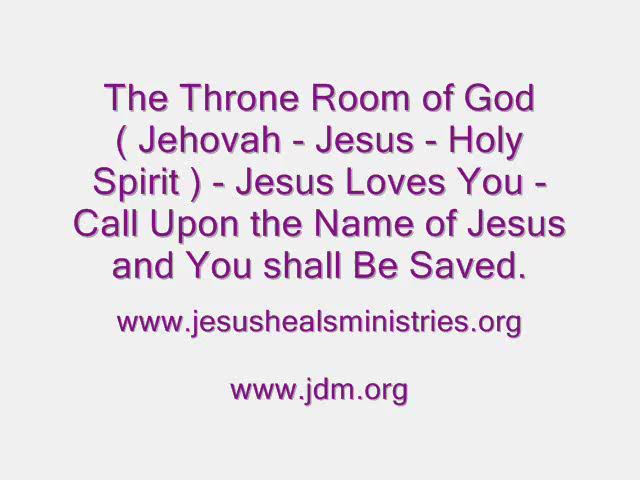 The Throne Room of God
( Jehovah - Jesus - Holy
Spirit ) - Jesus Loves You -
Call Upon the Name of Jesus
and You shall Be Saved.
www.jesushealsministries.org
www.jdm.org